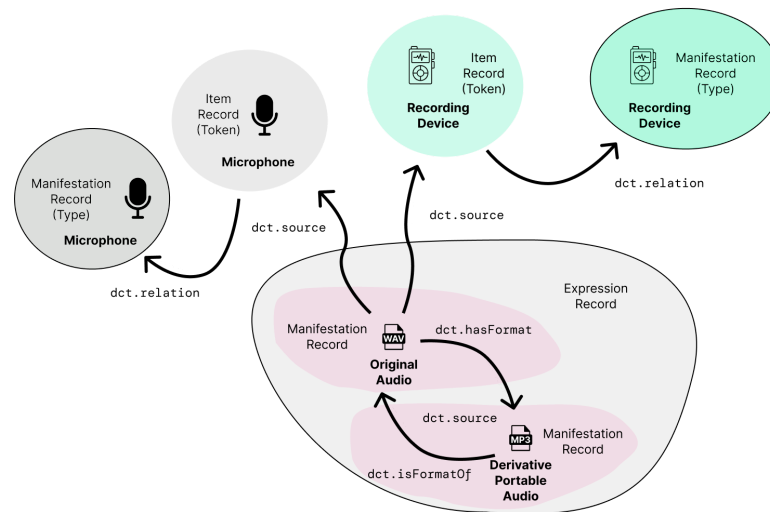 Item
Record
(Token)
Recording
Device
Manifestation
Record
(Type)
Recording
Device
Item
Record
(Token)
Microphone
Manifestation
Record
(Type)
Microphone
dct.relation
dct.source
dct.source
dct.relation
Expression
Record
Manifestation
Record
WAV
Original
Audio
dct.hasFormat
dct.source
MP3
Manifestation
Record
Derivative
Portable
Audio
dct.isFormatOf